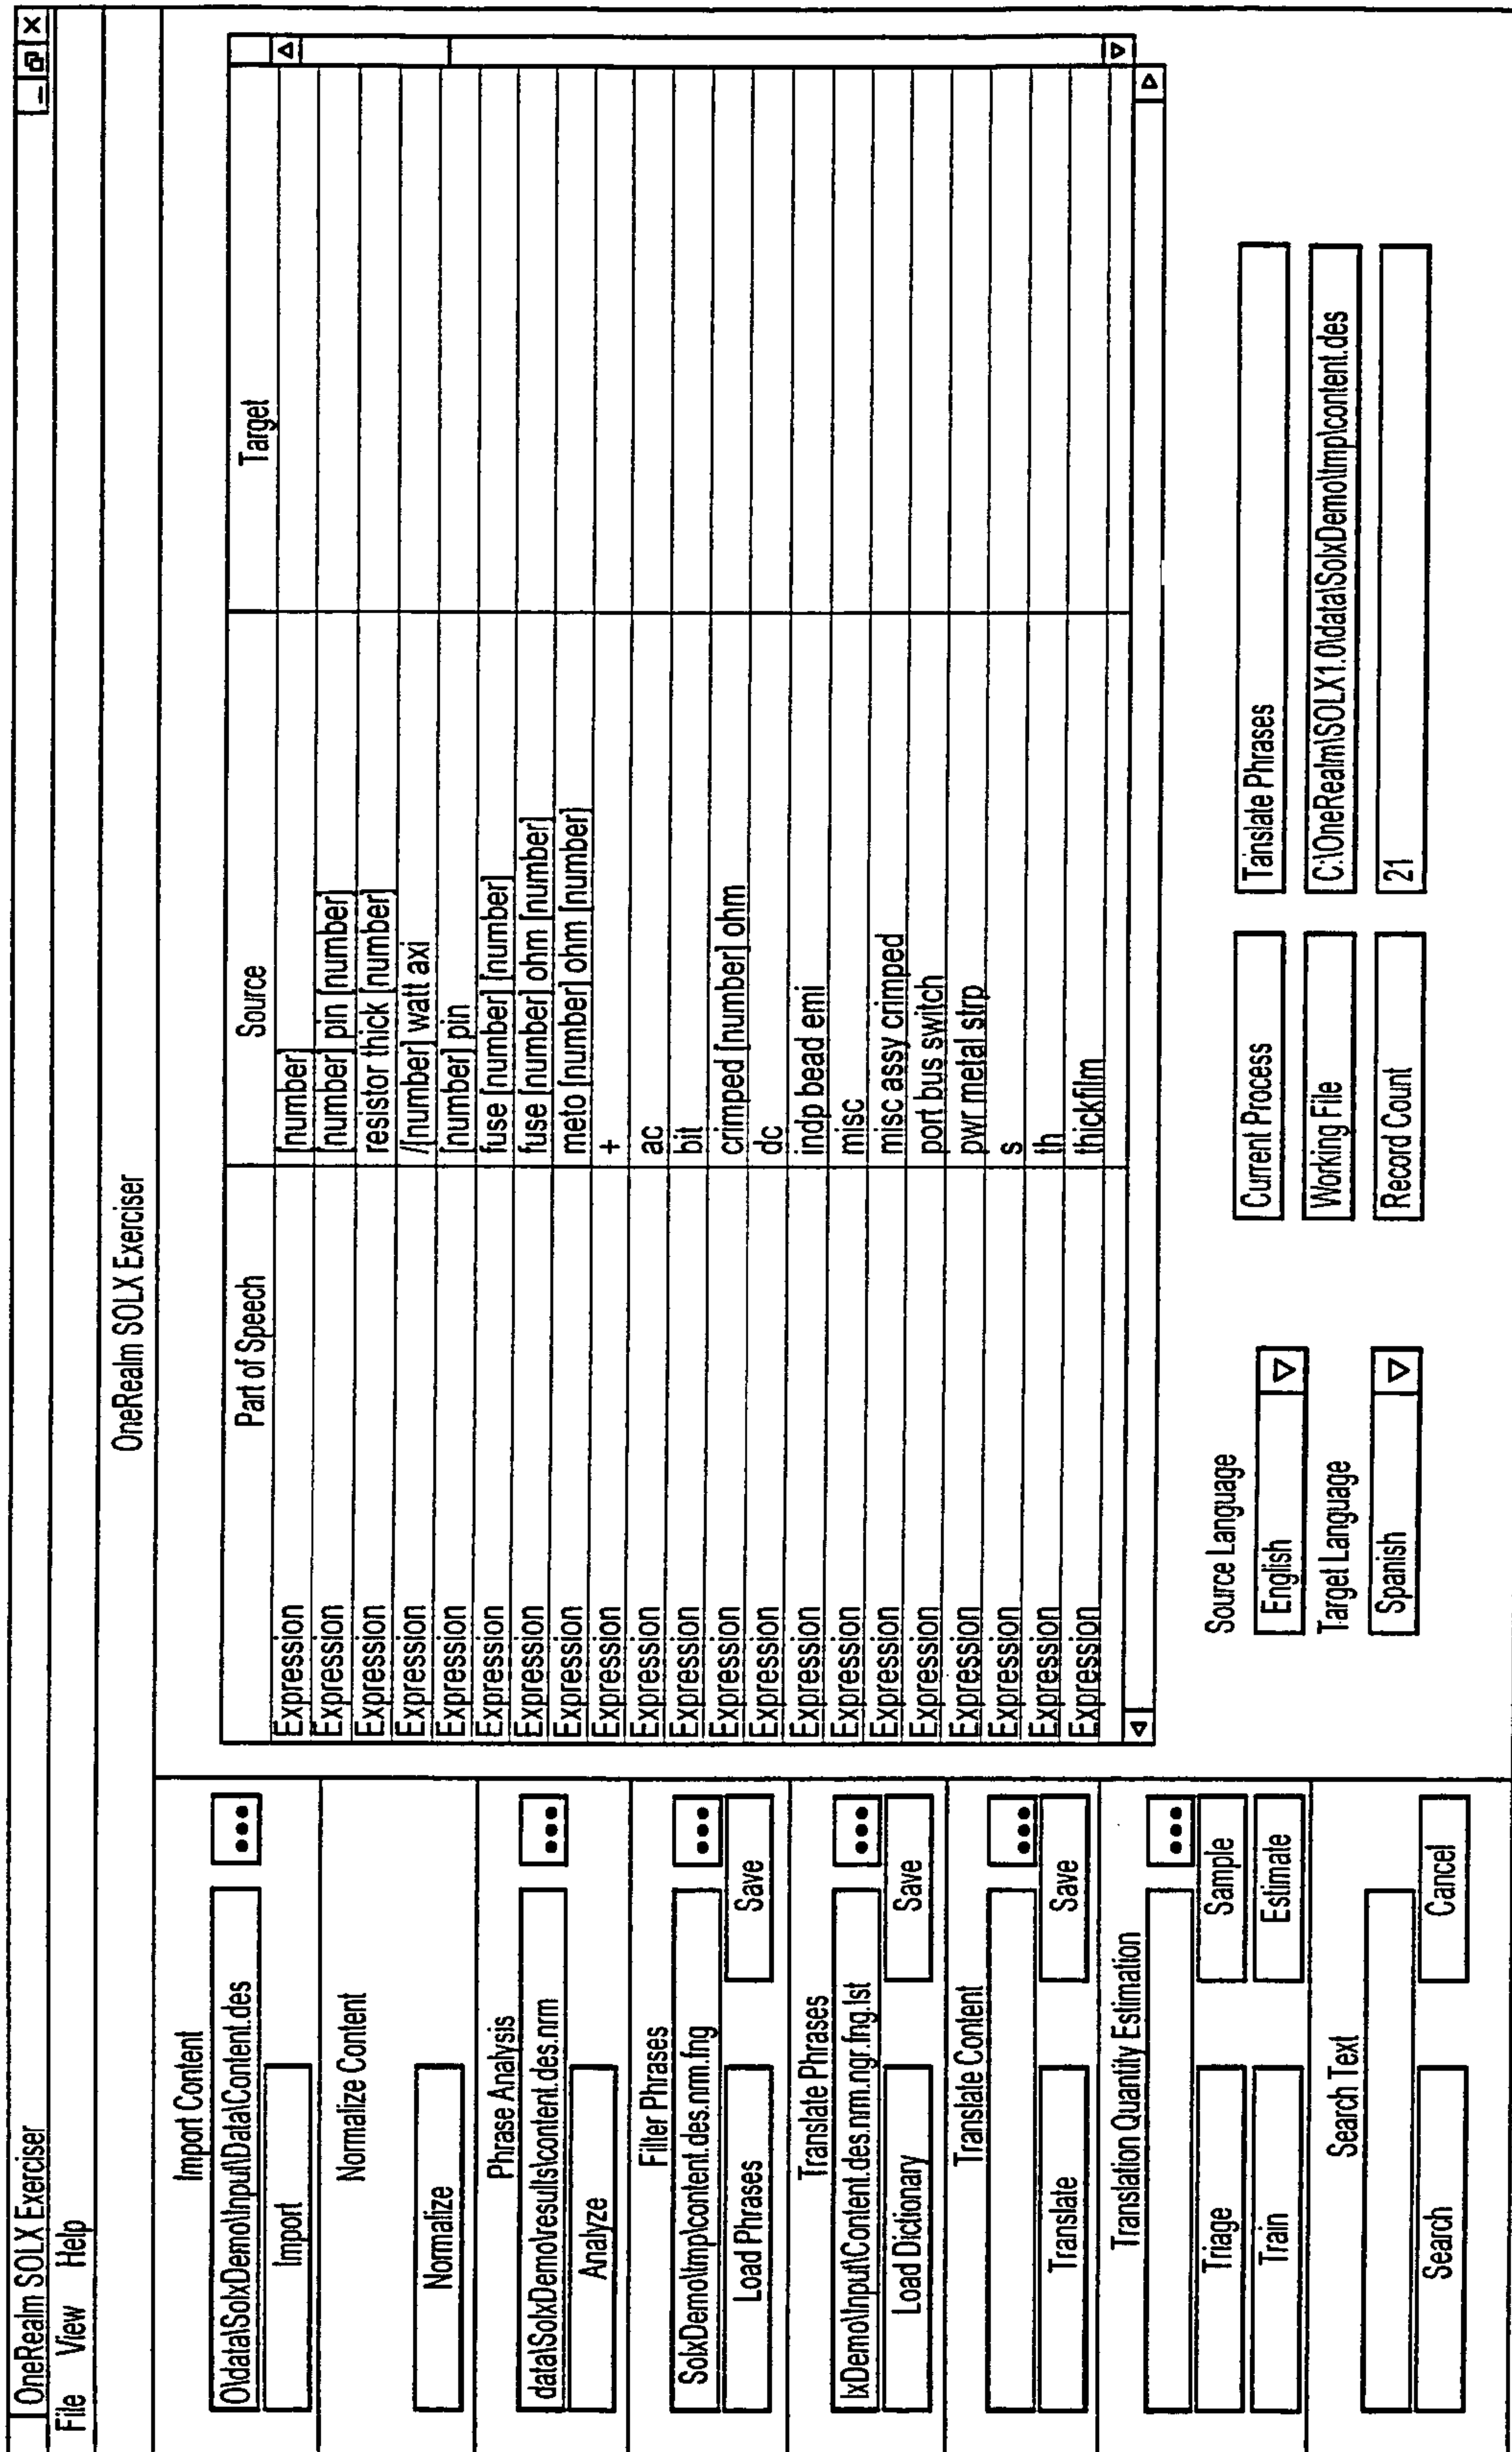 OneRealm SOLX Exerciser
File View Help
OneRealm SOLX Exerciser
Import Content
0\data\SolxDemo\Input\Data\Content.des
Import
Normalize Content
Normalize
Phrase Analysis
data\SolxDemo\results\content.des.nrm
Analyze
Filter Phrases
SolxDemo\tmp\content.des.nrm.fng
Load Phrases Save
Translate Phrases
lxDemo\Input\Content.des.nrm.ngr.fng.lst
Load Dictionary Save
Translate Content
Translate Save
Translation Quantity Estimation
Triage Sample
Train Estimate
Search Text
Search Cancel
Part of Speech Source Target
Expression [number]
Expression [number] pin [number]
Expression resistor thick [number]
Expression /[number] watt axi
Expression [number] pin
Expression fuse [number] [number]
Expression fuse [number] ohm [number]
Expression meto [number] ohm [number]
Expression +
Expression ac
Expression bit
Expression crimped [number] ohm
Expression dc
Expression indp bead emi
Expression misc
Expression misc assy crimped
Expression port bus switch
Expression pwr metal strp
Expression s
Expression th
Expression thickfilm
Source Language
English
Target Language
Spanish
Current Process Tanslate Phrases
Working File C:\OneRealm\SOLX1.0\data\SolxDemo\tmp\content.des
Record Count 21